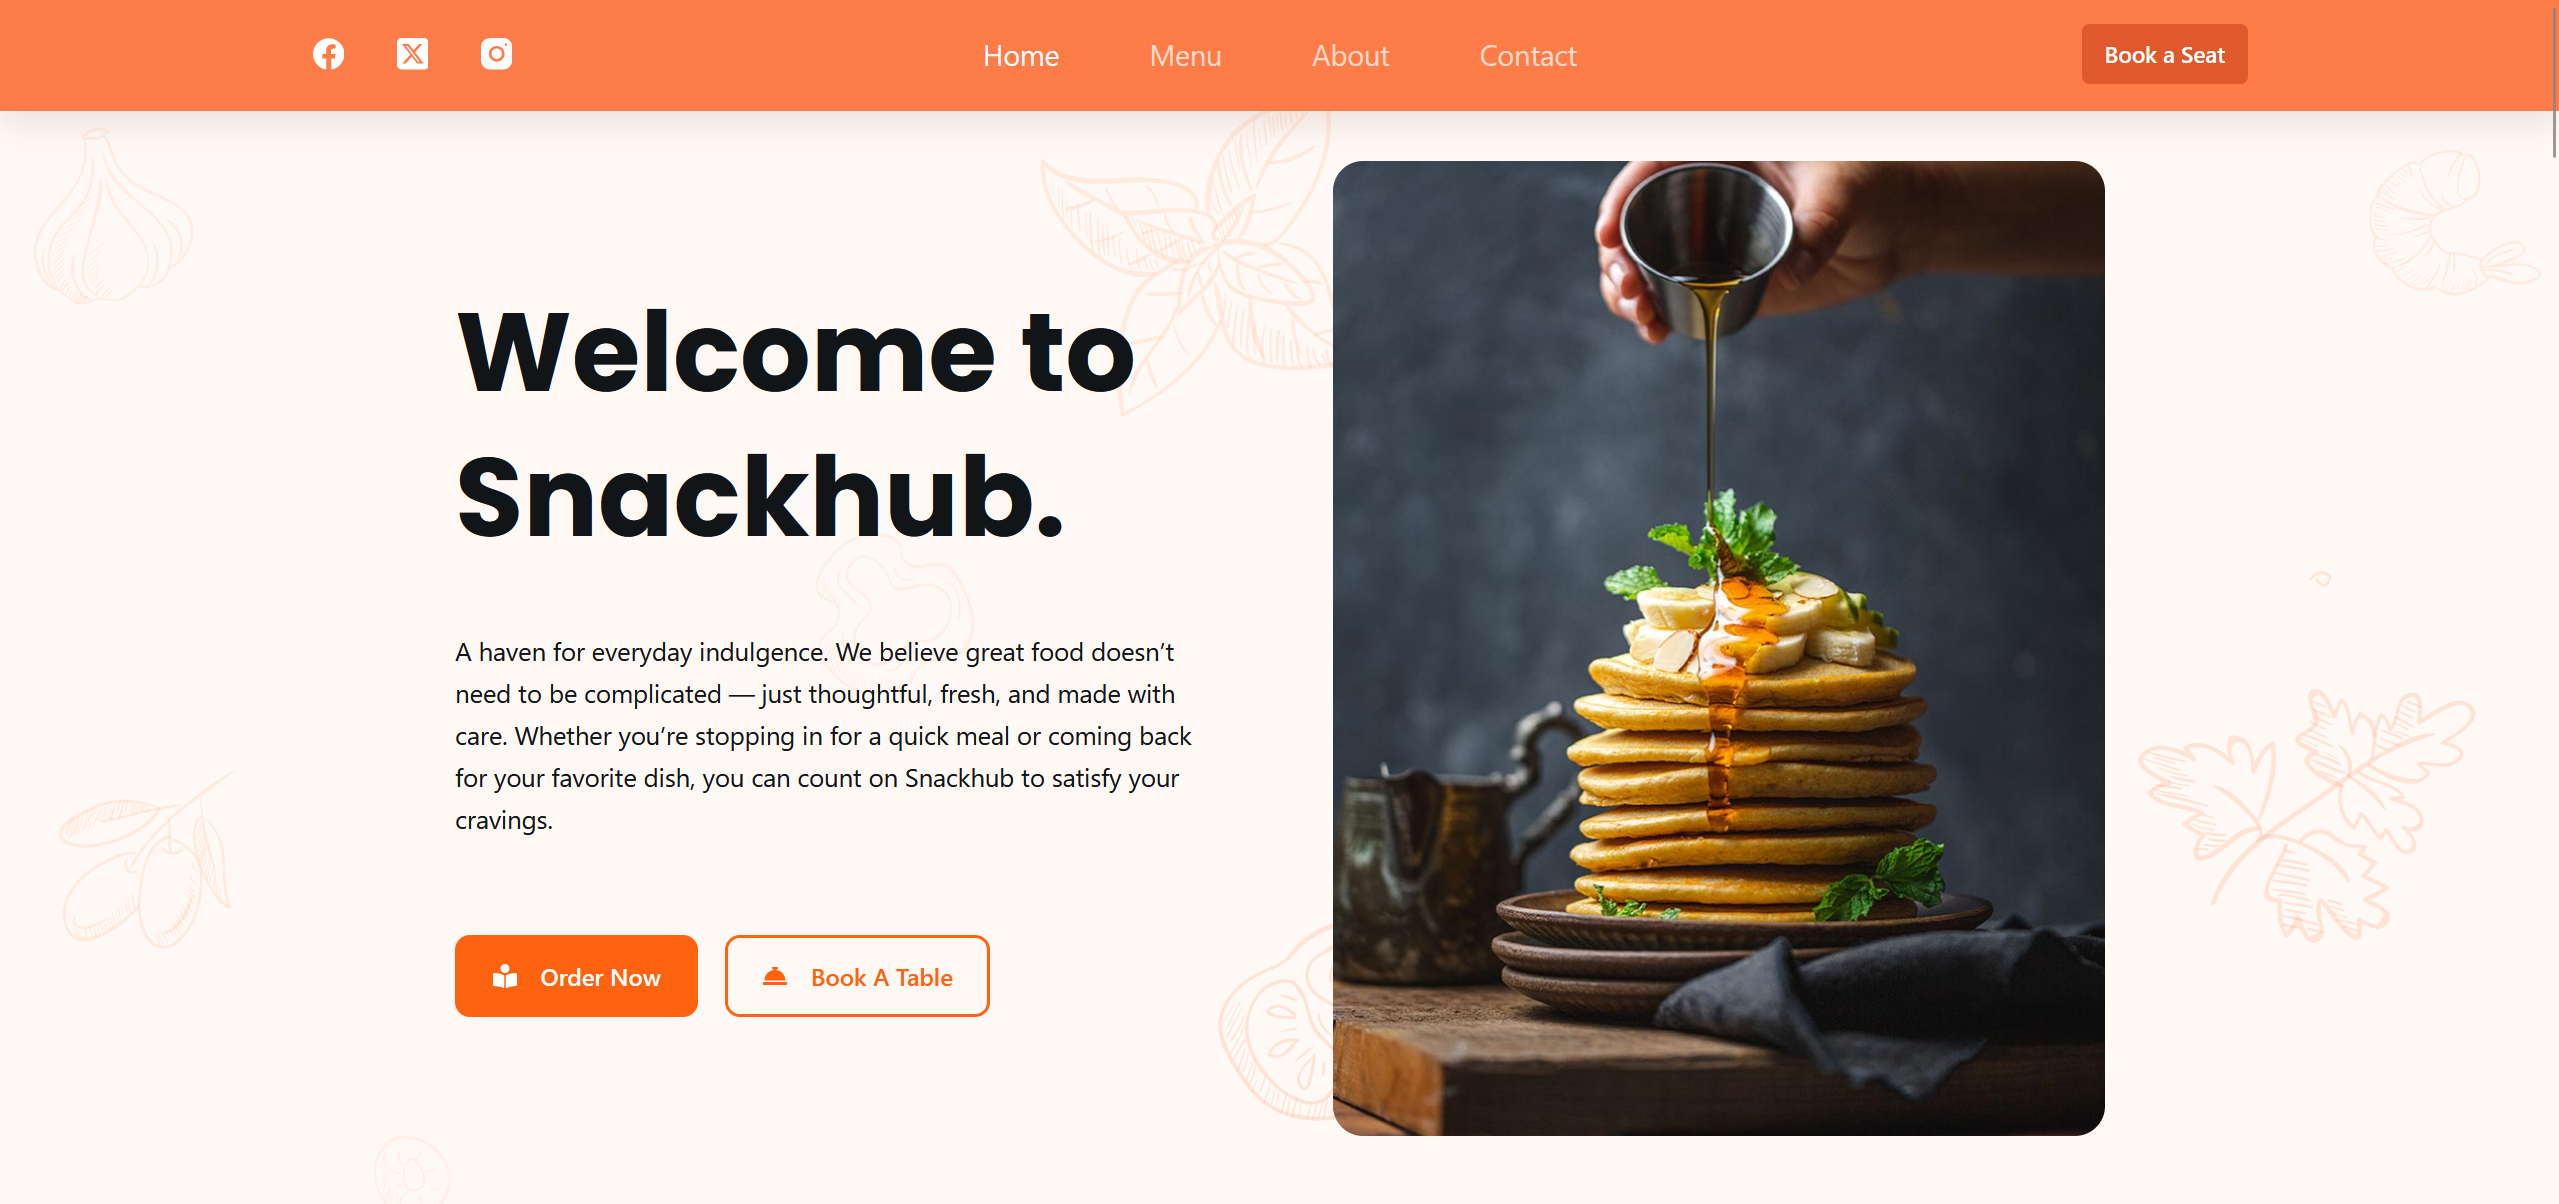 Home
Menu
About
Contact
Book a Seat
Welcome to
Snackhub.
A haven for everyday indulgence. We believe great food doesn’t
need to be complicated — just thoughtful, fresh, and made with
care. Whether you’re stopping in for a quick meal or coming back
for your favorite dish, you can count on Snackhub to satisfy your
cravings.
Order Now
Book A Table